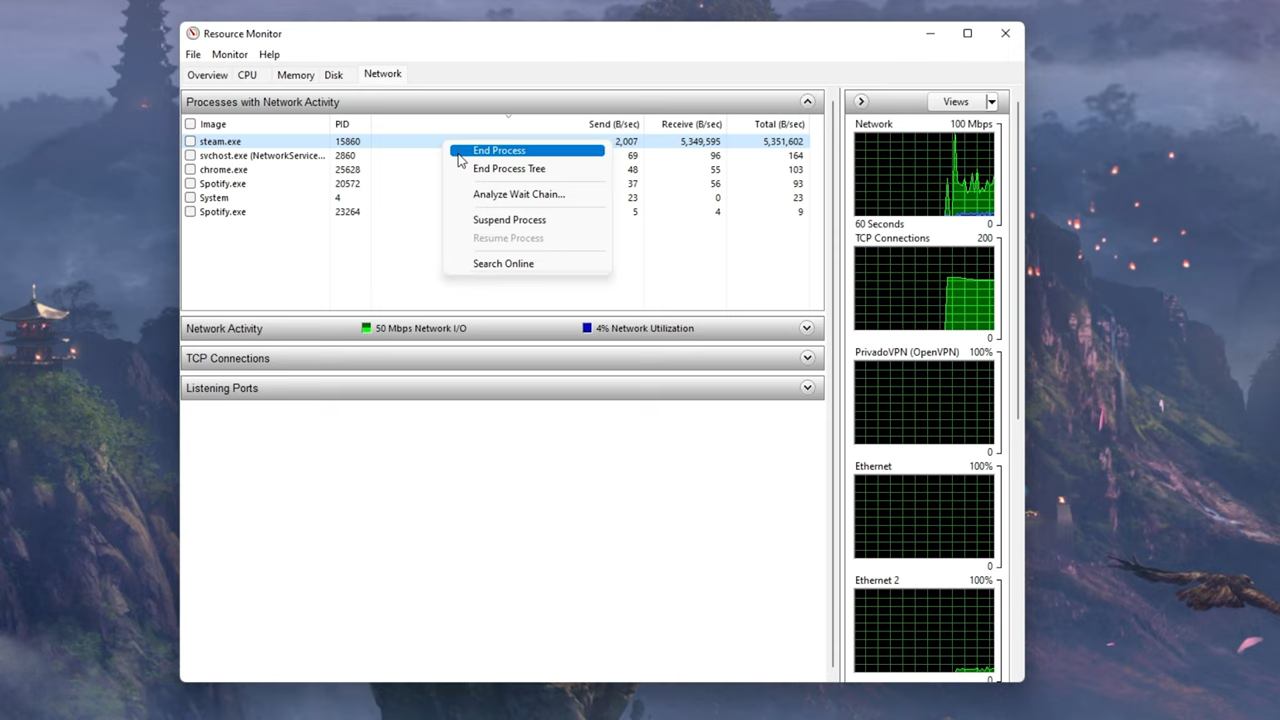 Resource Monitor
File Monitor Help
Overview CPU Memory Disk Network
Processes with Network Activity
Image PID Send (B/sec) Receive (B/sec) Total (B/sec)
steam.exe 15860 2,007 5,349,595 5,351,602
svchost.exe (NetworkService... 2860 69 96 164
chrome.exe 25628 48 55 103
Spotify.exe 20572 37 56 93
System 4 23 0 23
Spotify.exe 23264 5 4 9
End Process
End Process Tree
Analyze Wait Chain...
Suspend Process
Resume Process
Search Online
Network Activity 50 Mbps Network I/O 4% Network Utilization
TCP Connections
Listening Ports
Views
Network 100 Mbps
60 Seconds 0
TCP Connections 200
0
PrivadoVPN (OpenVPN) 100%
0
Ethernet 100%
0
Ethernet 2 100%
0